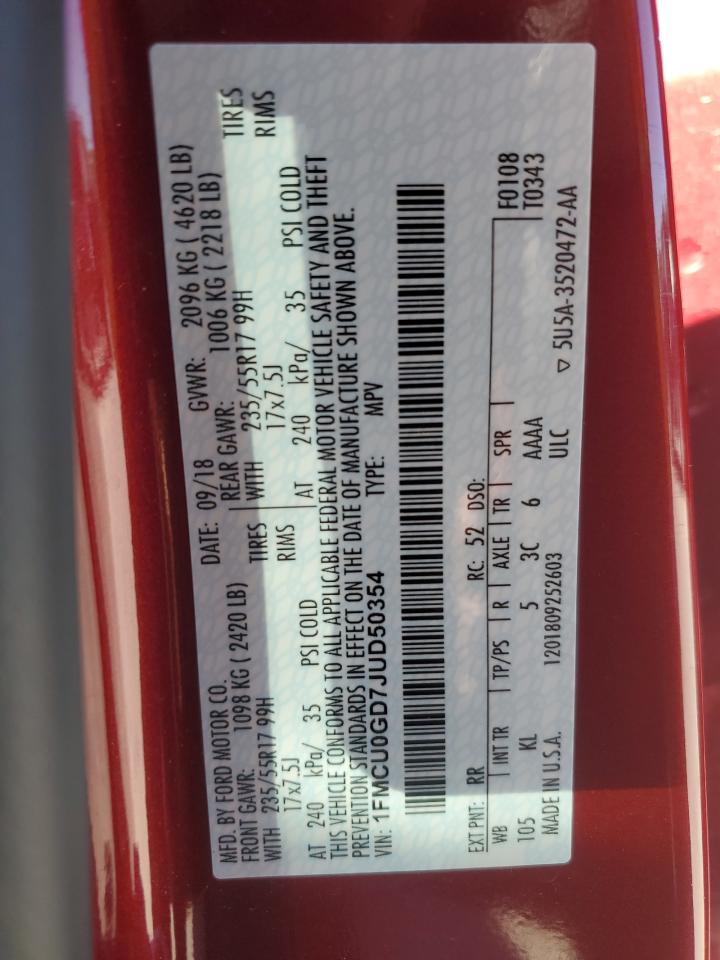 MFD. BY FORD MOTOR CO. DATE: 09/18 GVWR: 2096 KG ( 4620 LB)
FRONT GAWR: 1098 KG ( 2420 LB) REAR GAWR: 1006 KG ( 2218 LB)
WITH 235/55R17 99H TIRES WITH 235/55R17 99H TIRES
17x7.5J RIMS 17x7.5J RIMS
AT 240 kPa/ 35 PSI COLD AT 240 kPa/ 35 PSI COLD
THIS VEHICLE CONFORMS TO ALL APPLICABLE FEDERAL MOTOR VEHICLE SAFETY AND THEFT
PREVENTION STANDARDS IN EFFECT ON THE DATE OF MANUFACTURE SHOWN ABOVE.
VIN: 1FMCU0GD7JUD50354 TYPE: MPV
EXT PNT: RR RC: 52 DSO: F0108
WB INT TR TP/PS R AXLE TR SPR T0343
105 KL 5 3C 6 AAAA
MADE IN U.S.A. 1201809252603 ULC ▽ 5U5A-3520472-AA